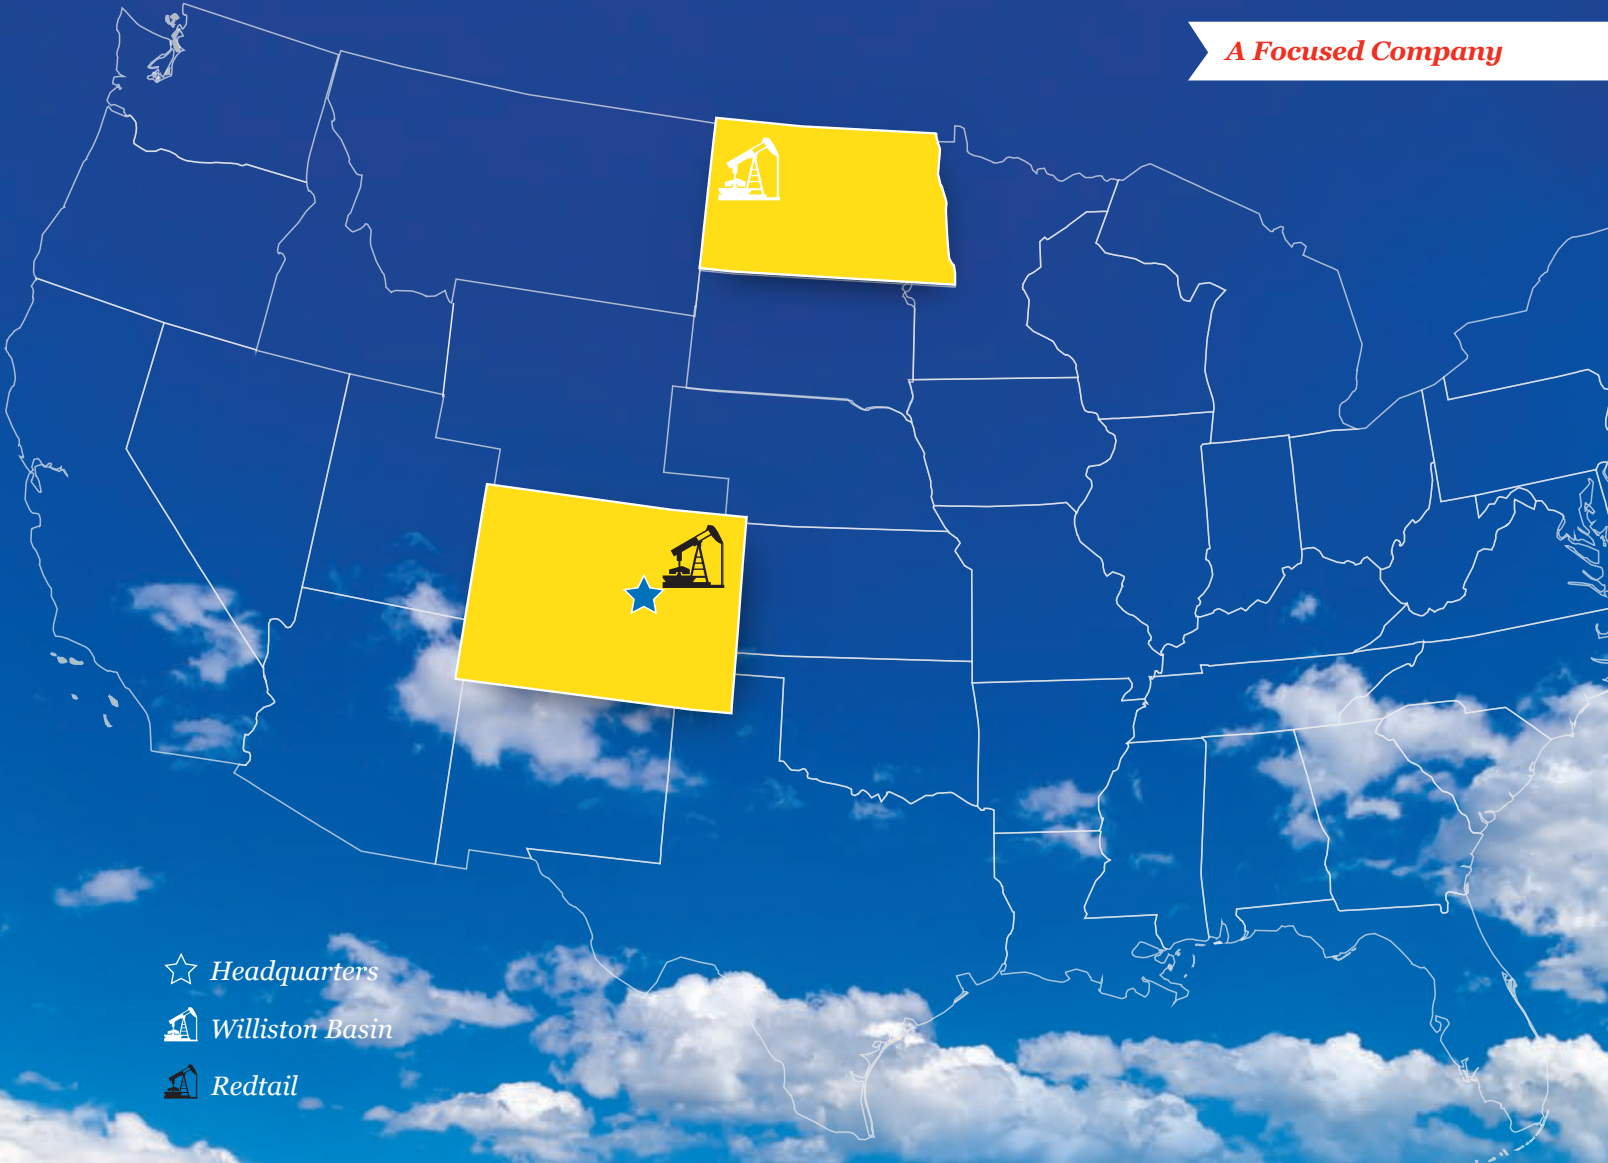 A Focused Company
Headquarters
Williston Basin
Redtail